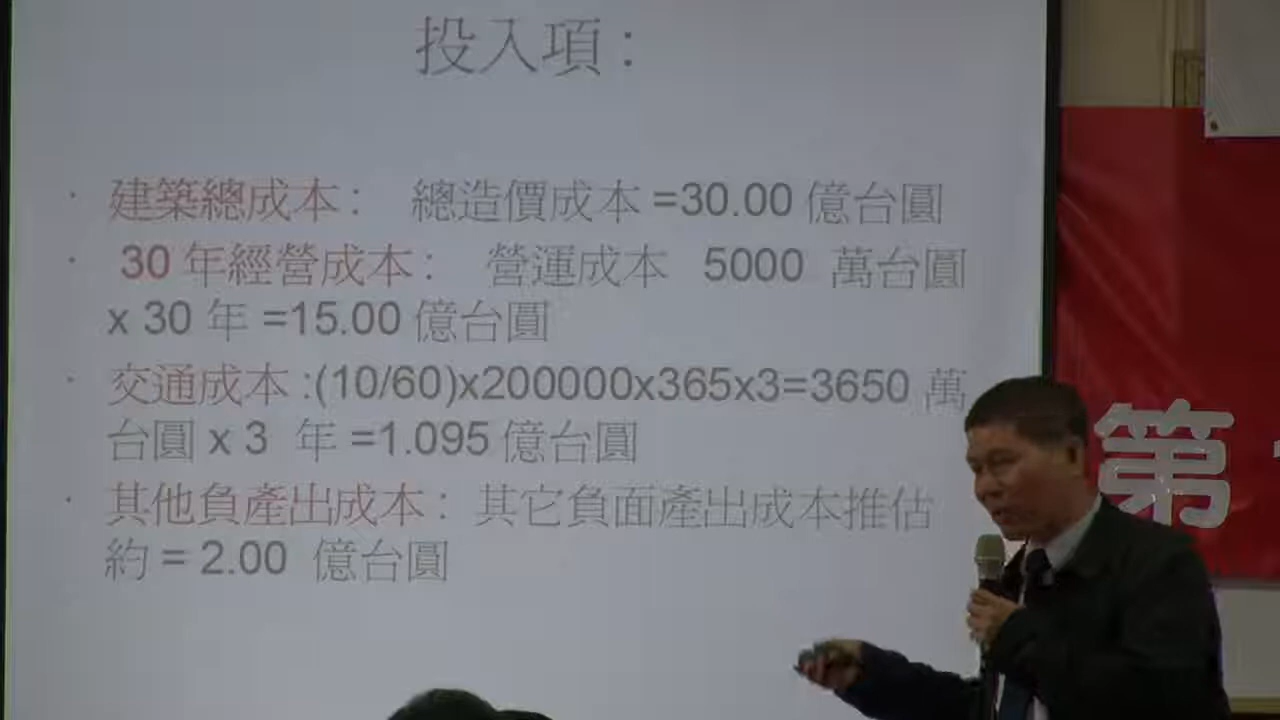 投入項 :
· 建築總成本 : 總造價成本 =30.00 億台圓
· 30 年經營成本 : 營運成本 5000 萬台圓
x 30 年 =15.00 億台圓
· 交通成本 :(10/60)x200000x365x3=3650 萬
台圓 x 3 年 =1.095 億台圓
· 其他負產出成本 : 其它負面產出成本推估
約 = 2.00 億台圓
第